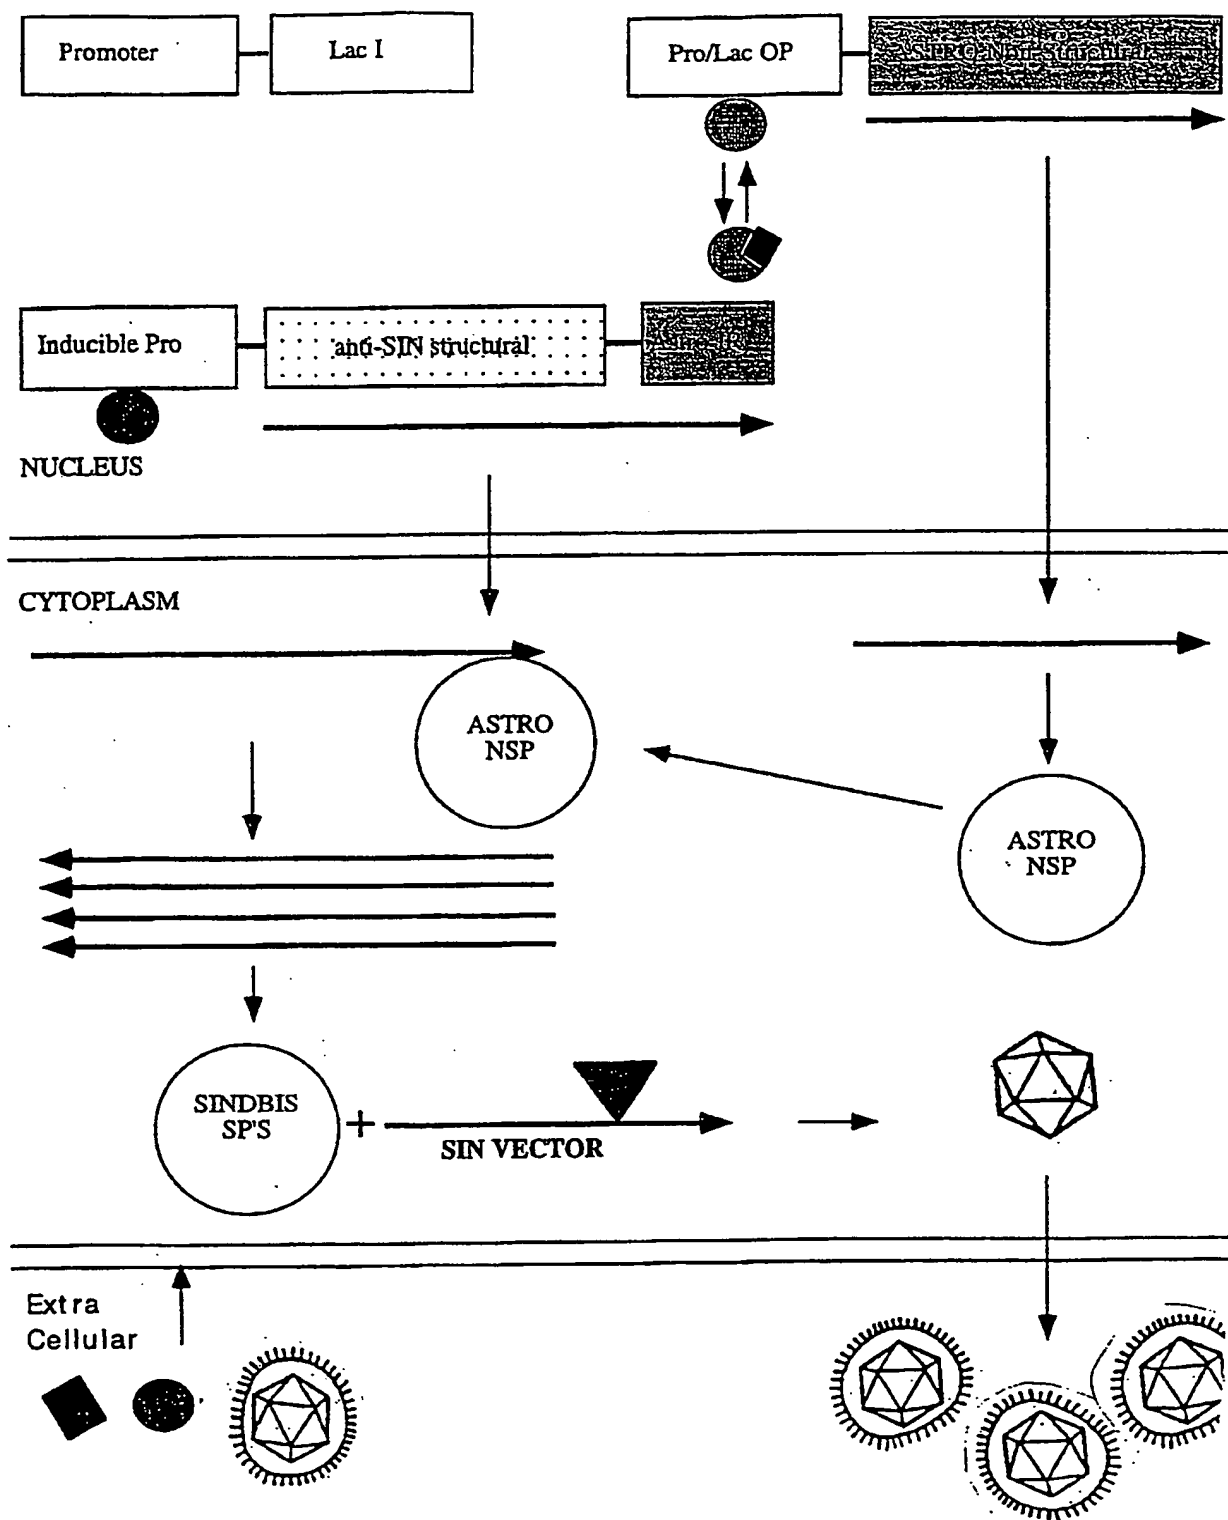 Promoter
Lac I
Pro/Lac OP
Inducible Pro
anti-SIN structural
NUCLEUS
CYTOPLASM
ASTRO
NSP
ASTRO
NSP
SINDBIS
SP'S
+
SIN VECTOR
Extra
Cellular